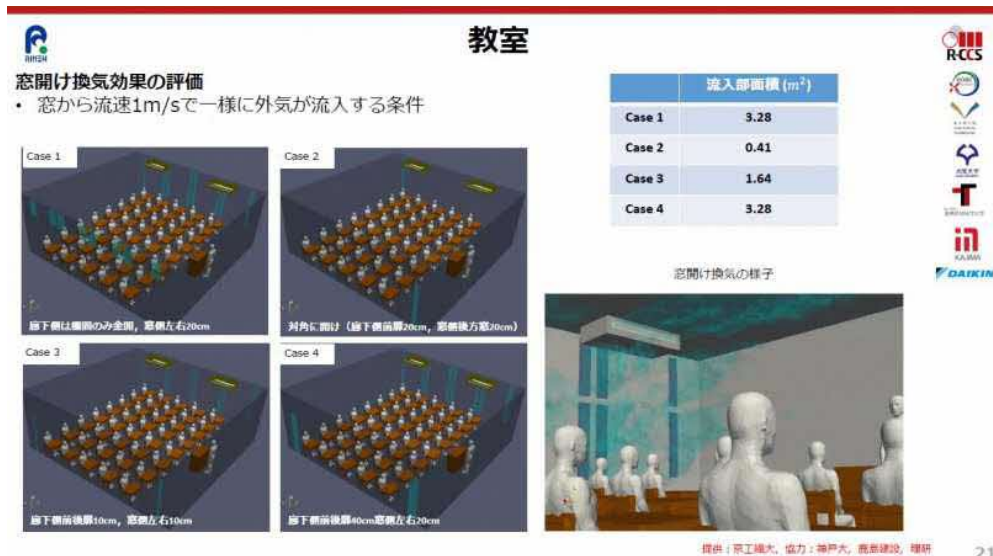 教室
RIKEN
R-CCS
窓開け換気効果の評価
• 窓から流速1m/sで一様に外気が流入する条件
流入部面積 (m²)
Case 1 3.28
Case 2 0.41
Case 3 1.64
Case 4 3.28
Case 1
廊下側は欄間のみ全開，窓側左右20cm
Case 2
対角に開け（廊下側前扉20cm，窓側後方窓20cm）
Case 3
廊下側前後扉10cm，窓側左右10cm
Case 4
廊下側前後扉40cm窓側左右20cm
窓開け換気の様子
大阪大学
KAJIMA
DAIKIN
提供：京工繊大，協力：神戸大，鹿島建設，理研